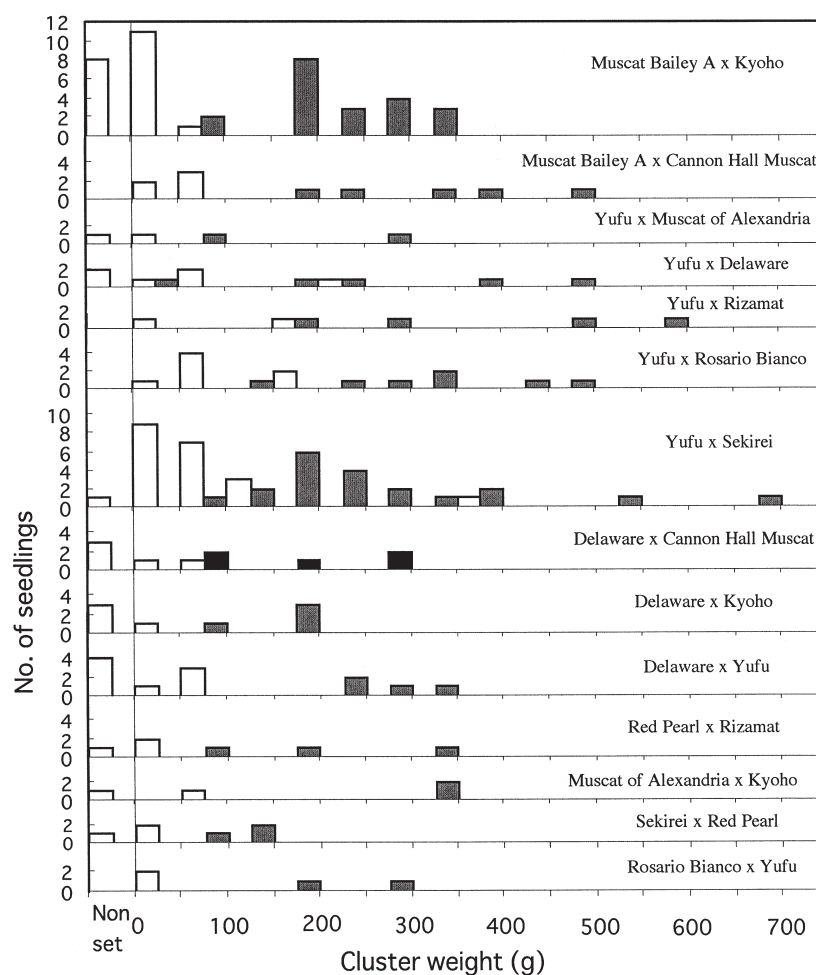 12
10
8
6
4
2
0
Muscat Bailey A x Kyoho
4
2
0
Muscat Bailey A x Cannon Hall Muscat
2
0
Yufu x Muscat of Alexandria
2
0
Yufu x Delaware
2
0
Yufu x Rizamat
4
2
0
Yufu x Rosario Bianco
10
8
6
4
2
0
Yufu x Sekirei
4
2
0
Delaware x Cannon Hall Muscat
4
2
0
Delaware x Kyoho
4
2
0
Delaware x Yufu
4
2
0
Red Pearl x Rizamat
2
0
Muscat of Alexandria x Kyoho
2
0
Sekirei x Red Pearl
2
0
Rosario Bianco x Yufu
No. of seedlings
Non set 0 100 200 300 400 500 600 700
Cluster weight (g)